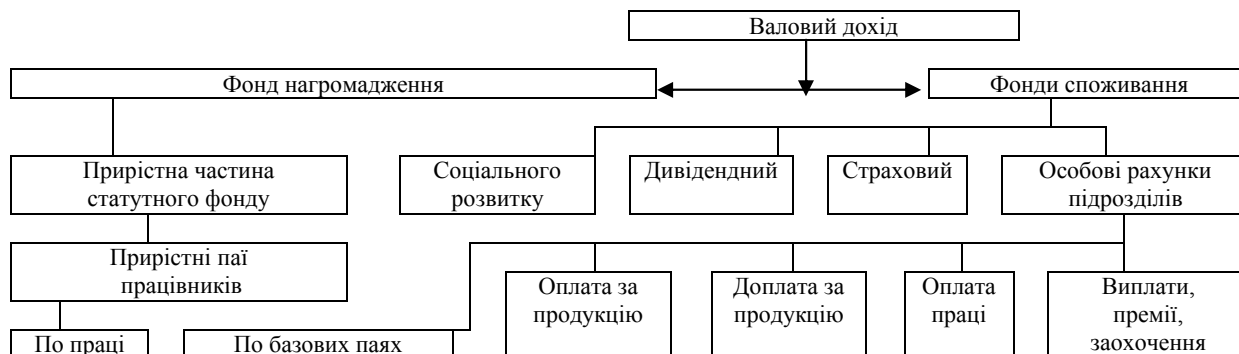 Валовий дохід
Фонд нагромадження
Фонди споживання
Прирістна частина
статутного фонду
Соціального
розвитку
Дивідендний
Страховий
Особові рахунки
підрозділів
Прирістні паї
працівників
Оплата за
продукцію
Доплата за
продукцію
Оплата
праці
Виплати,
премії,
заохочення
По праці
По базових паях